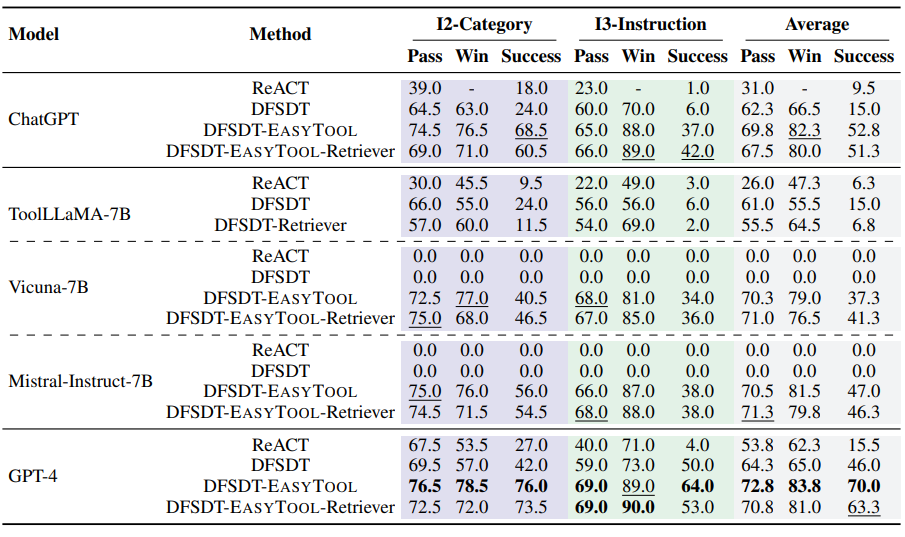 Model Method I2-Category I3-Instruction Average
Pass Win Success Pass Win Success Pass Win Success
ChatGPT
ReACT 39.0 - 18.0 23.0 - 1.0 31.0 - 9.5
DFSDT 64.5 63.0 24.0 60.0 70.0 6.0 62.3 66.5 15.0
DFSDT-EASYTOOL 74.5 76.5 68.5 65.0 88.0 37.0 69.8 82.3 52.8
DFSDT-EASYTOOL-Retriever 69.0 71.0 60.5 66.0 89.0 42.0 67.5 80.0 51.3
ToolLLaMA-7B
ReACT 30.0 45.5 9.5 22.0 49.0 3.0 26.0 47.3 6.3
DFSDT 66.0 55.0 24.0 56.0 56.0 6.0 61.0 55.5 15.0
DFSDT-Retriever 57.0 60.0 11.5 54.0 69.0 2.0 55.5 64.5 6.8
Vicuna-7B
ReACT 0.0 0.0 0.0 0.0 0.0 0.0 0.0 0.0 0.0
DFSDT 0.0 0.0 0.0 0.0 0.0 0.0 0.0 0.0 0.0
DFSDT-EASYTOOL 72.5 77.0 40.5 68.0 81.0 34.0 70.3 79.0 37.3
DFSDT-EASYTOOL-Retriever 75.0 68.0 46.5 67.0 85.0 36.0 71.0 76.5 41.3
Mistral-Instruct-7B
ReACT 0.0 0.0 0.0 0.0 0.0 0.0 0.0 0.0 0.0
DFSDT 0.0 0.0 0.0 0.0 0.0 0.0 0.0 0.0 0.0
DFSDT-EASYTOOL 75.0 76.0 56.0 66.0 87.0 38.0 70.5 81.5 47.0
DFSDT-EASYTOOL-Retriever 74.5 71.5 54.5 68.0 88.0 38.0 71.3 79.8 46.3
GPT-4
ReACT 67.5 53.5 27.0 40.0 71.0 4.0 53.8 62.3 15.5
DFSDT 69.5 57.0 42.0 59.0 73.0 50.0 64.3 65.0 46.0
DFSDT-EASYTOOL 76.5 78.5 76.0 69.0 89.0 64.0 72.8 83.8 70.0
DFSDT-EASYTOOL-Retriever 72.5 72.0 73.5 69.0 90.0 53.0 70.8 81.0 63.3